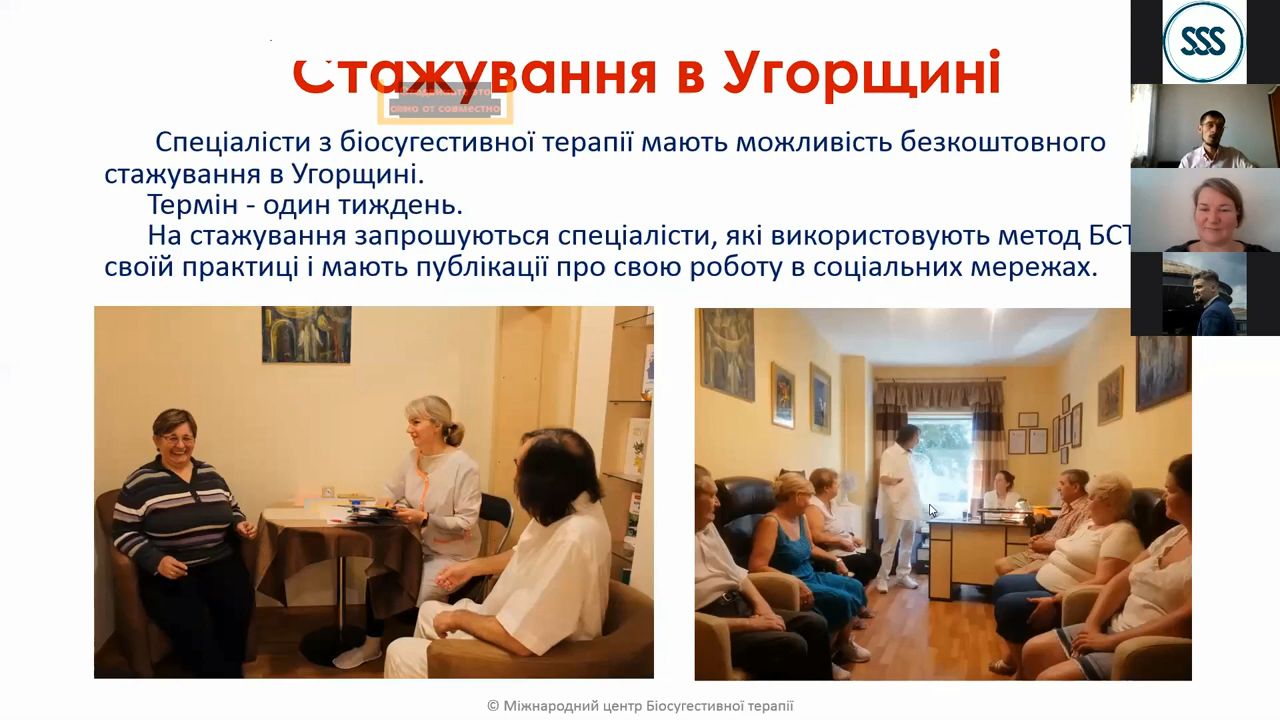 Стажування в Угорщині
Спеціалісти з біосугестивної терапії мають можливість безкоштовного
стажування в Угорщині.
Термін - один тиждень.
На стажування запрошуються спеціалісти, які використовують метод БСТ
своїй практиці і мають публікації про свою роботу в соціальних мережах.
© Міжнародний центр Біосугестивної терапії
SSS